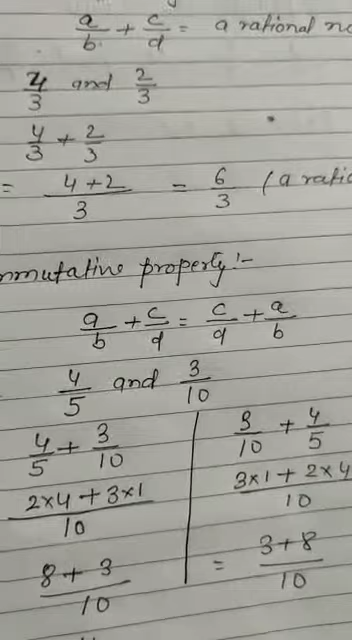 a/b + c/d = a rational
4/3 and 2/3
4/3 + 2/3
= 4+2/3 = 6/3 (a
property:-
a/b + c/d = c/d + a/b
4/5 and 3/10
4/5 + 3/10 | 3/10 + 4/5
2×4+3×1/10 | 3×1+2×4/10
8+3/10 | = 3+8/10